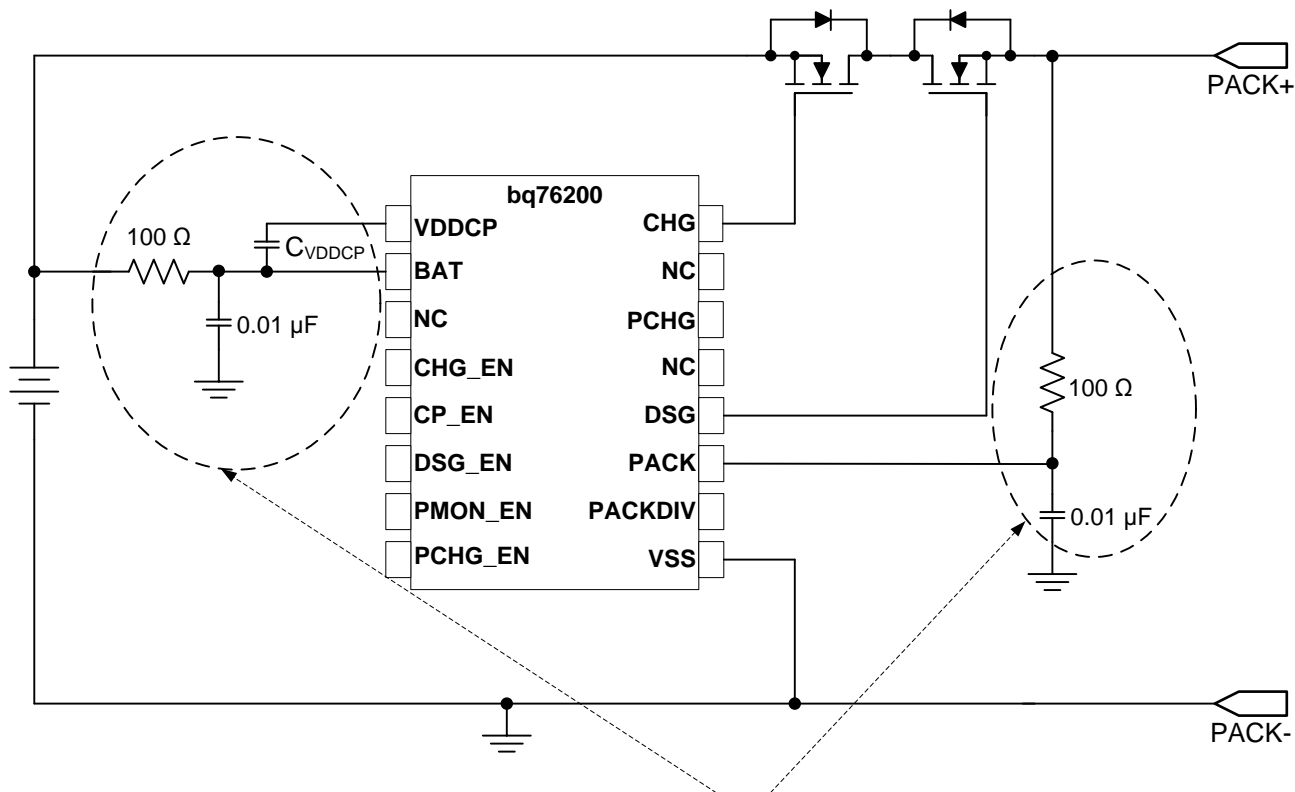 PACK+
bq76200
VDDCP
CHG
100 Ω
CVDDCP
BAT
NC
0.01 µF
NC
PCHG
CHG_EN
NC
100 Ω
CP_EN
DSG
DSG_EN
PACK
PMON_EN
PACKDIV
0.01 µF
PCHG_EN
VSS
PACK-